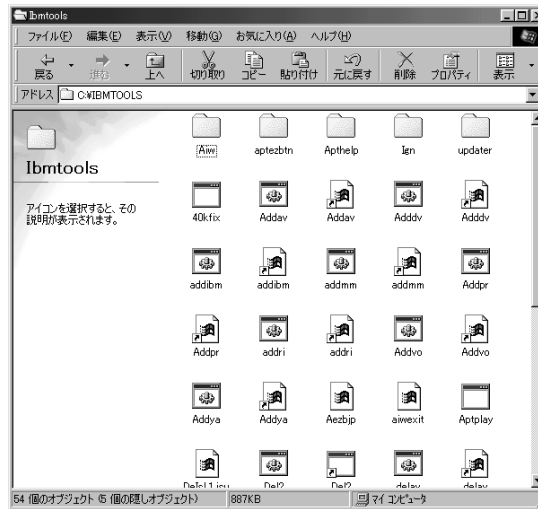 Ibmtools
ファイル(F) 編集(E) 表示(V) 移動(G) お気に入り(A) ヘルプ(H)
戻る 進む 上へ 切り取り コピー 貼り付け 元に戻す 削除 プロパティ 表示
アドレス C:¥IBMTOOLS
Ibmtools
アイコンを選択すると、その
説明が表示されます。
Aiw aptezbtn Apthelp Ign updater
40kfix Addav Addav Adddv Adddv
addibm addibm addmm addmm Addpr
Addpr addri addri Addvo Addvo
Addya Addya Aezbjp aiwexit Aptplay
DeIsL1.isu Del2 Del2 delay delay
54 個のオブジェクト (5 個の隠しオブジェクト) 887KB マイ コンピュータ